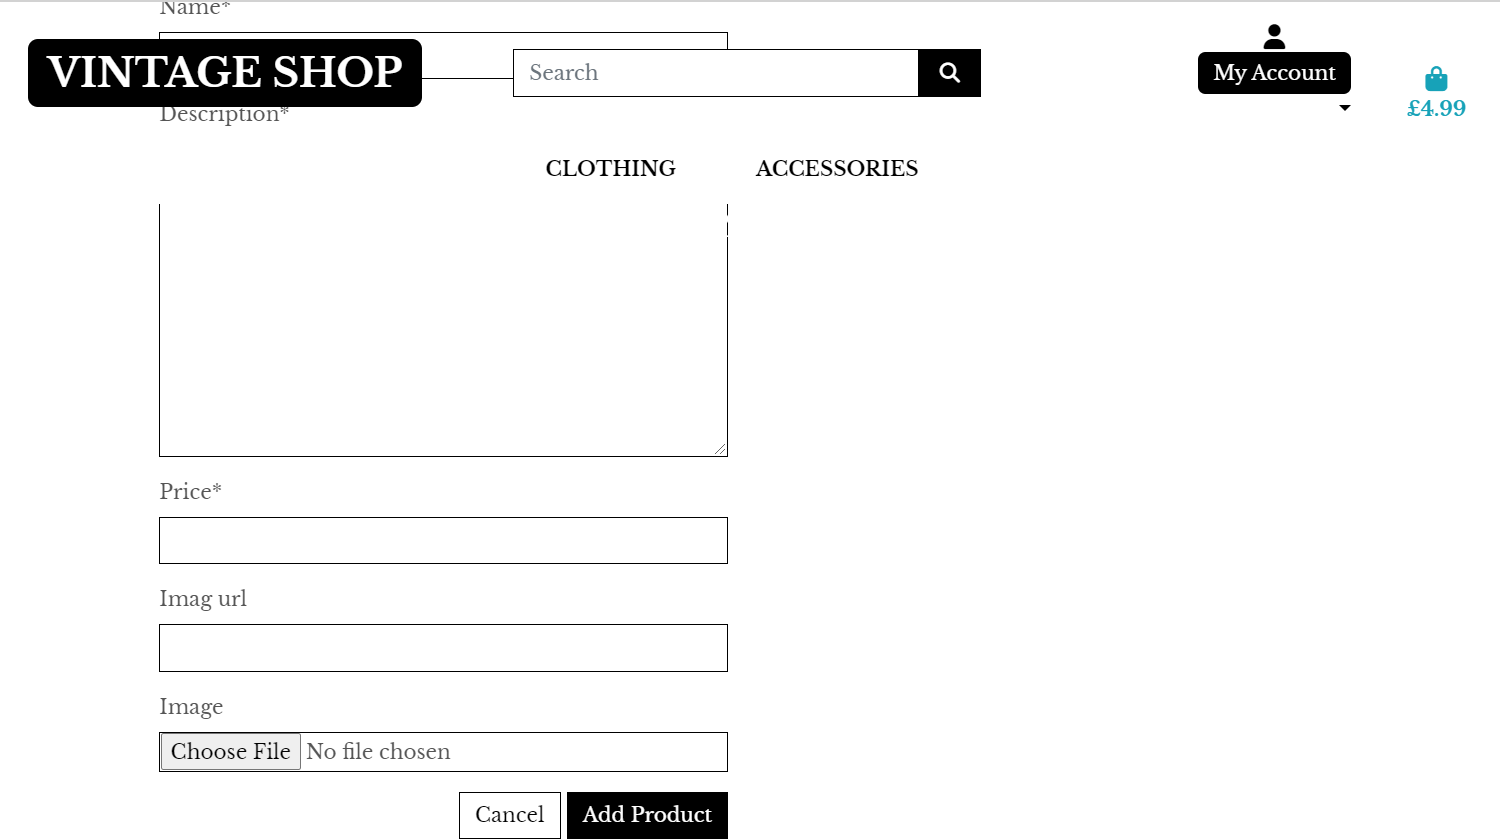 Name*
VINTAGE SHOP
Search
My Account
£4.99
Description*
CLOTHING
ACCESSORIES
Price*
Imag url
Image
Choose File No file chosen
Cancel
Add Product